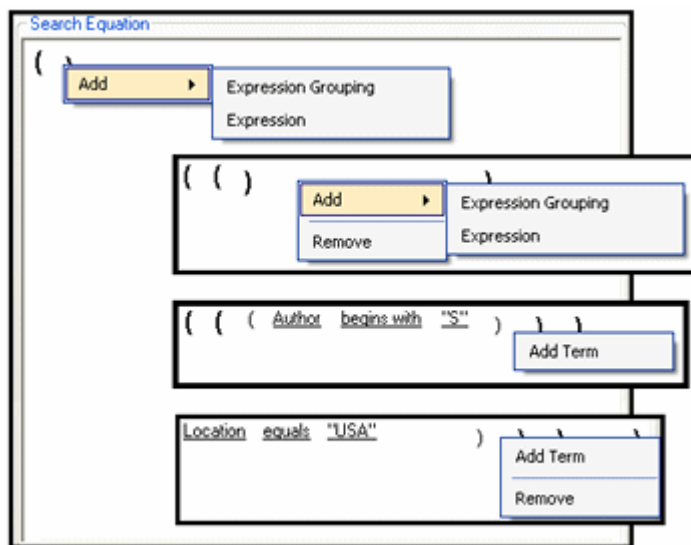 Search Equation
( )
Add
Expression Grouping
Expression
( ( ) )
Add
Expression Grouping
Remove
Expression
( ( ( Author begins with "S" ) ) )
Add Term
Location equals "USA" ) ) ) )
Add Term
Remove